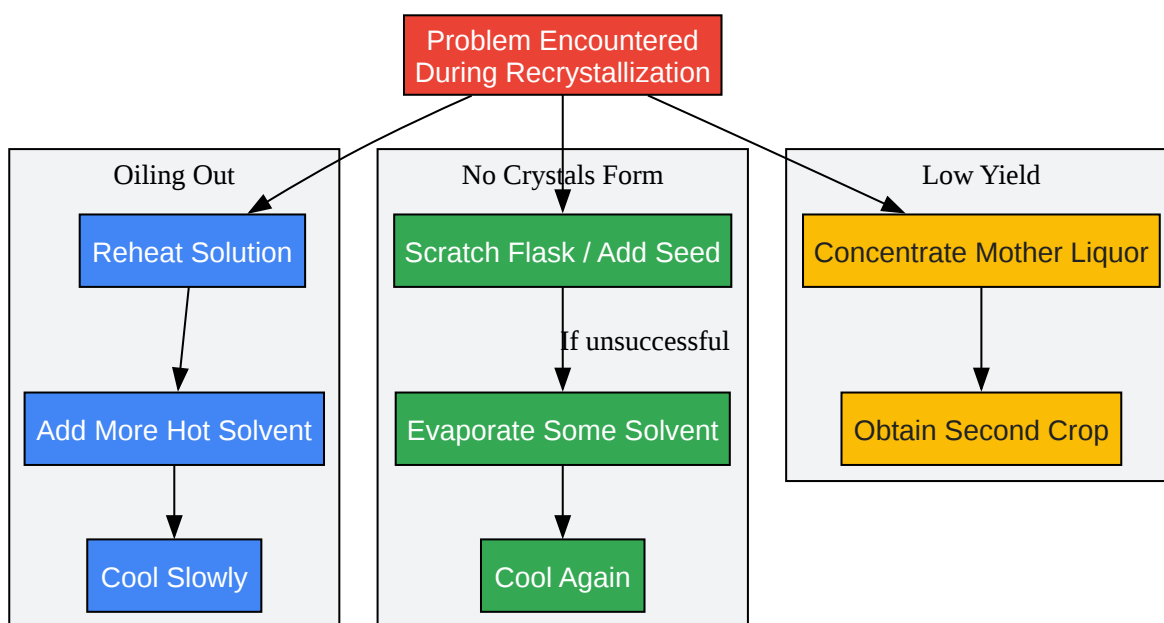 Problem Encountered
During Recrystallization
Oiling Out
No Crystals Form
Low Yield
Reheat Solution
Scratch Flask / Add Seed
Concentrate Mother Liquor
If unsuccessful
Add More Hot Solvent
Evaporate Some Solvent
Obtain Second Crop
Cool Slowly
Cool Again